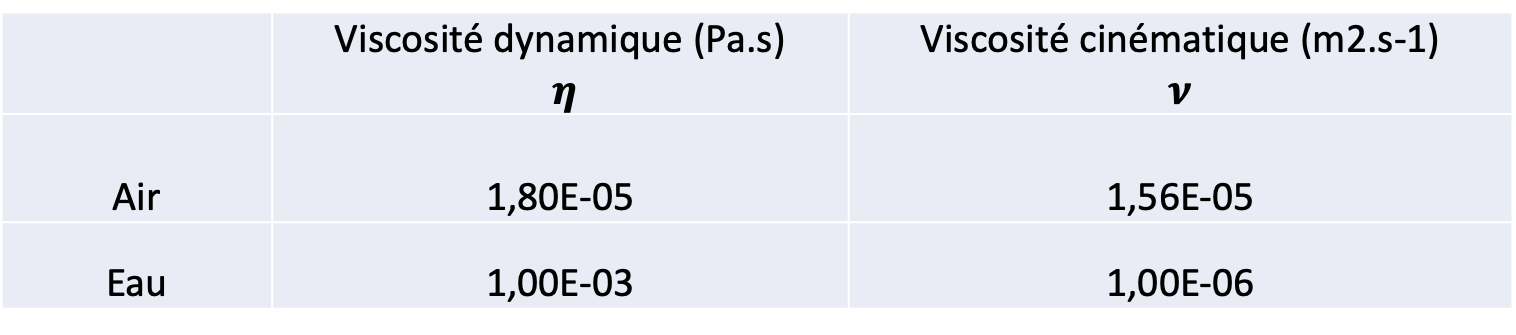 Viscosité dynamique (Pa.s) Viscosité cinématique (m2.s-1)
η ν
Air 1,80E-05 1,56E-05
Eau 1,00E-03 1,00E-06